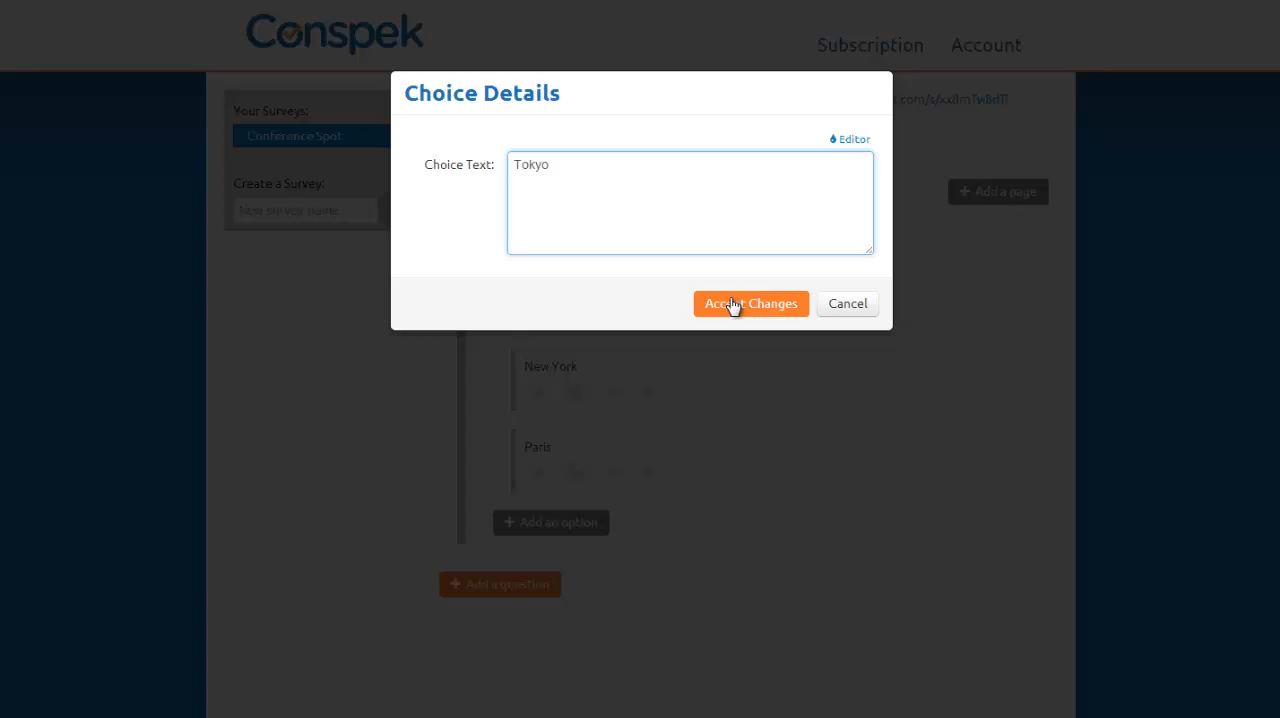 Conspek
Subscription Account
Choice Details
Your Surveys:
Conference Spot
Editor
Choice Text:
Tokyo
Create a Survey:
New survey name
+ Add a page
Accept Changes
Cancel
New York
Paris
+ Add an option
+ Add a question